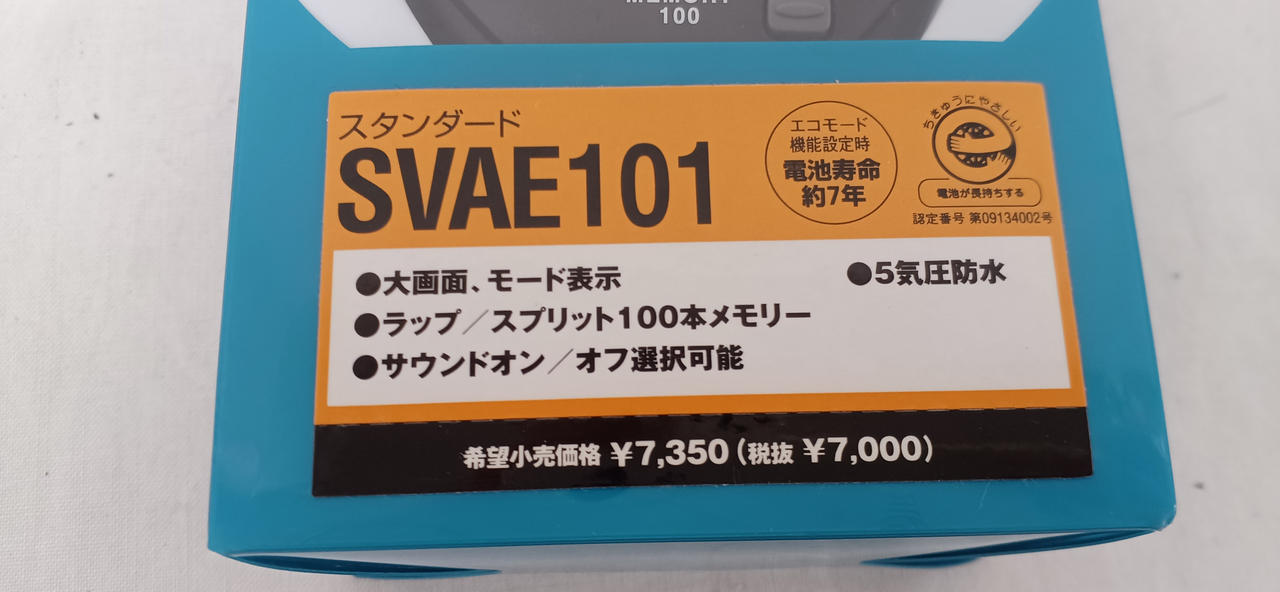 100
スタンダード
SVAE101
エコモード
機能設定時
電池寿命
約7年
ちきゅうにやさしい
電池が長持ちする
認定番号 第09134002号
●大画面、モード表示
●5気圧防水
●ラップ／スプリット100本メモリー
●サウンドオン／オフ選択可能
希望小売価格 ¥7,350(税抜 ¥7,000)